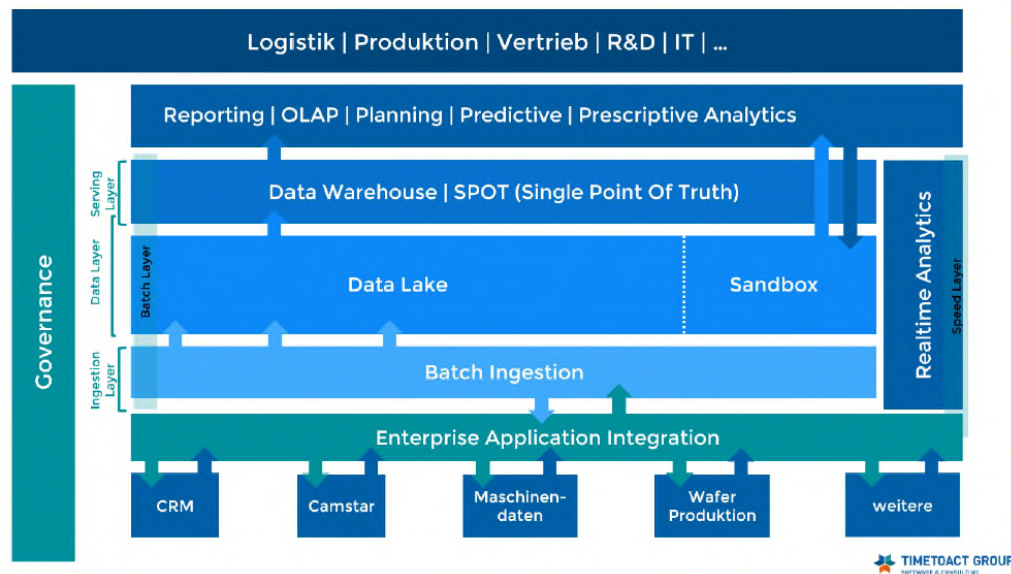 Logistik | Produktion | Vertrieb | R&D | IT | ...
Governance
Reporting | OLAP | Planning | Predictive | Prescriptive Analytics
Serving
Layer
Data Warehouse | SPOT (Single Point Of Truth)
Data Layer
Batch Layer
Data Lake
Sandbox
Realtime Analytics
Speed Layer
Ingestion
Layer
Batch Ingestion
Enterprise Application Integration
CRM
Camstar
Maschinen-
daten
Wafer
Produktion
weitere
TIMETOACT GROUP
SOFTWARE & CONSULTING